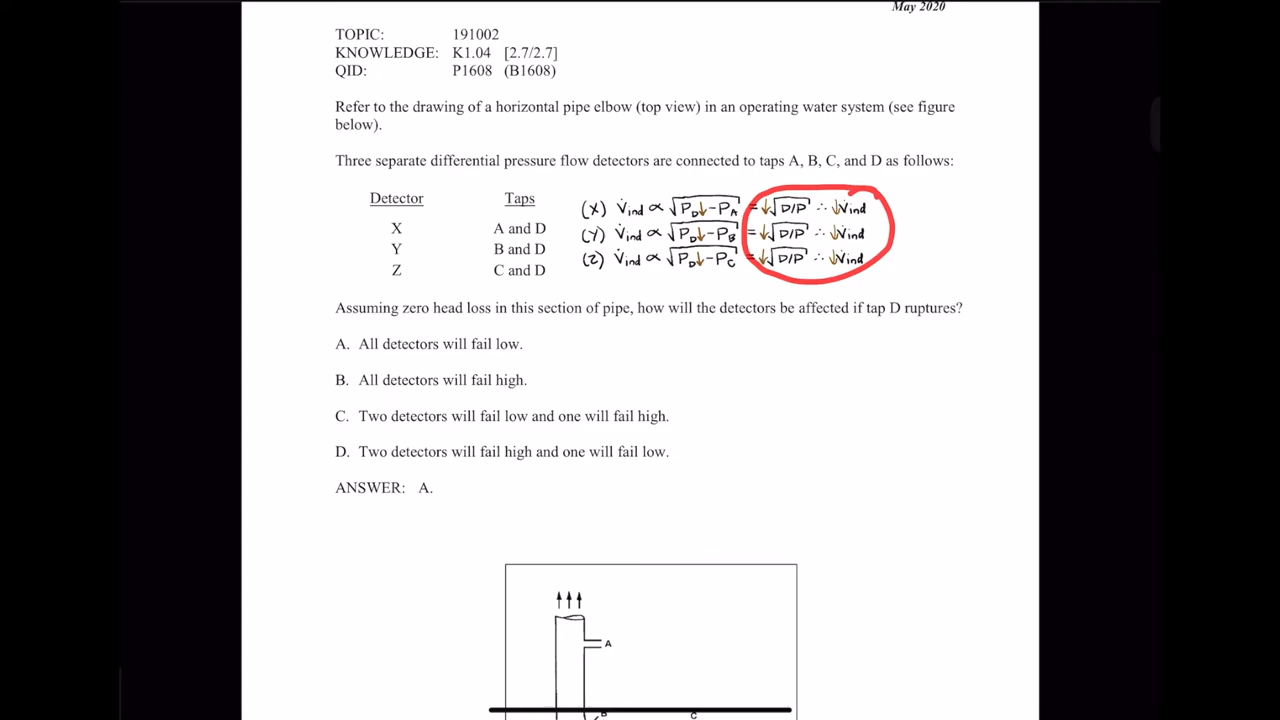 May 2020
TOPIC: 191002
KNOWLEDGE: K1.04 [2.7/2.7]
QID: P1608 (B1608)
Refer to the drawing of a horizontal pipe elbow (top view) in an operating water system (see figure
below).
Three separate differential pressure flow detectors are connected to taps A, B, C, and D as follows:
Detector Taps
X A and D
Y B and D
Z C and D
(X) V̇ind ∝ √(PD↓ - PA) = ↓√D/P ∴ ↓V̇ind
(Y) V̇ind ∝ √(PD↓ - PB) = ↓√D/P ∴ ↓V̇ind
(Z) V̇ind ∝ √(PD↓ - PC) = ↓√D/P ∴ ↓V̇ind
Assuming zero head loss in this section of pipe, how will the detectors be affected if tap D ruptures?
A. All detectors will fail low.
B. All detectors will fail high.
C. Two detectors will fail low and one will fail high.
D. Two detectors will fail high and one will fail low.
ANSWER: A.
A
B
C